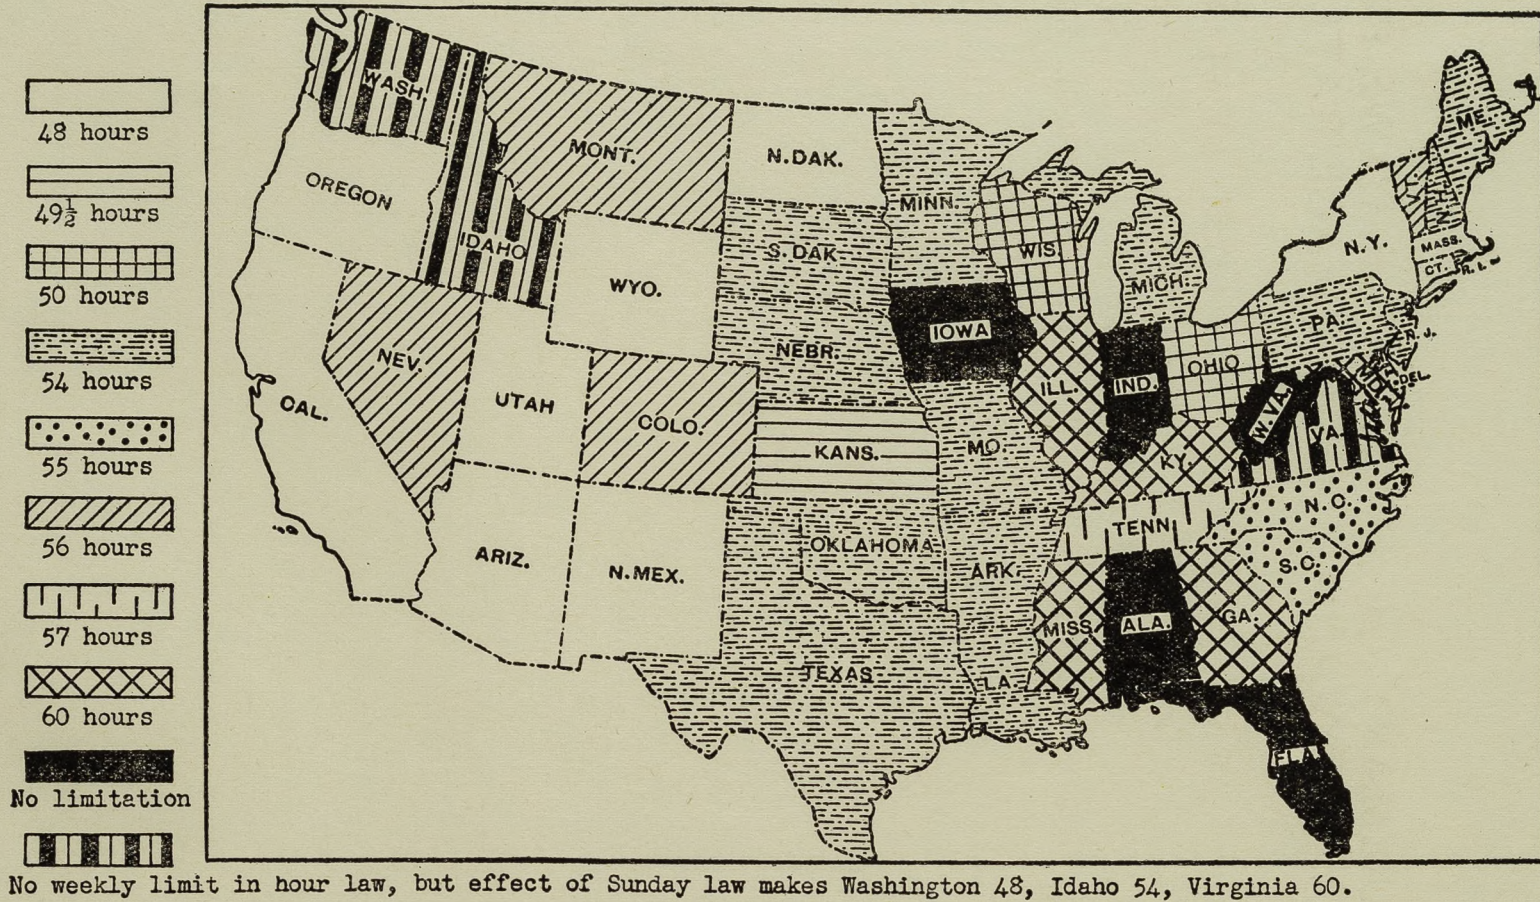 48 hours
49½ hours
50 hours
54 hours
55 hours
56 hours
57 hours
60 hours
No limitation
WASH.
OREGON
CAL.
IDAHO
NEV.
MONT.
WYO.
UTAH
COLO.
ARIZ.
N.MEX.
N.DAK.
S.DAK.
NEBR.
KANS.
OKLAHOMA
TEXAS
MINN.
IOWA
MO.
ARK.
LA.
WIS.
ILL.
MICH.
IND.
OHIO
KY.
TENN.
MISS.
ALA.
GA.
FLA.
S.C.
N.C.
VA.
W.VA.
MD.
DEL.
PA.
N.J.
N.Y.
CT.
R.I.
MASS.
VT.
N.H.
ME.
No weekly limit in hour law, but effect of Sunday law makes Washington 48, Idaho 54, Virginia 60.